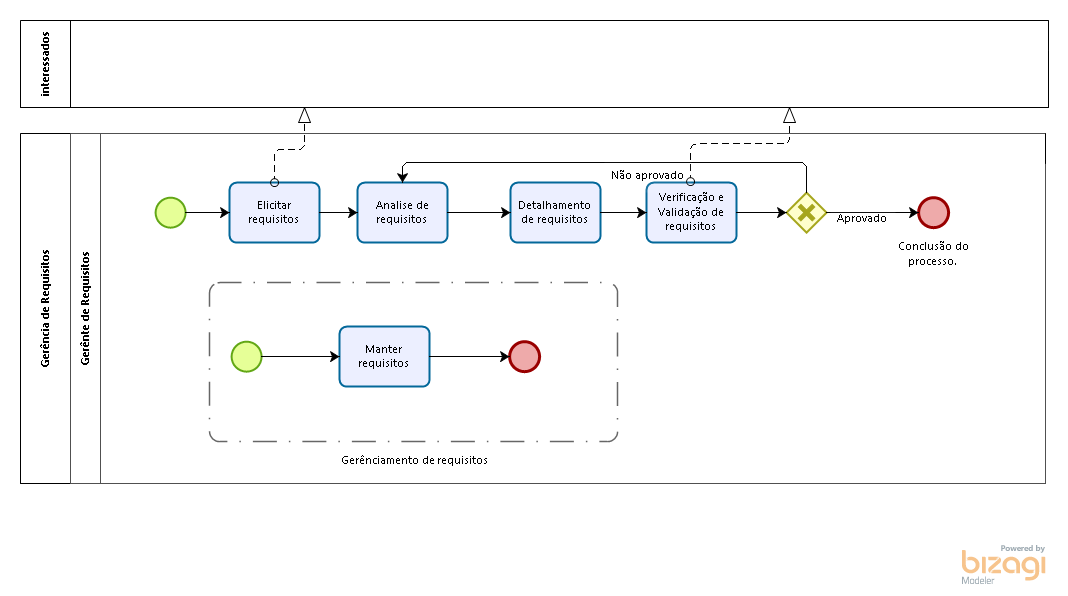 interessados
Gerência de Requisitos
Gerênte de Requisitos
Não aprovado
Elicitar
requisitos
Analise de
requisitos
Detalhamento
de requisitos
Verificação e
Validação de
requisitos
Aprovado
Conclusão do
processo.
Manter
requisitos
Gerênciamento de requisitos
Powered by
bizagi
Modeler